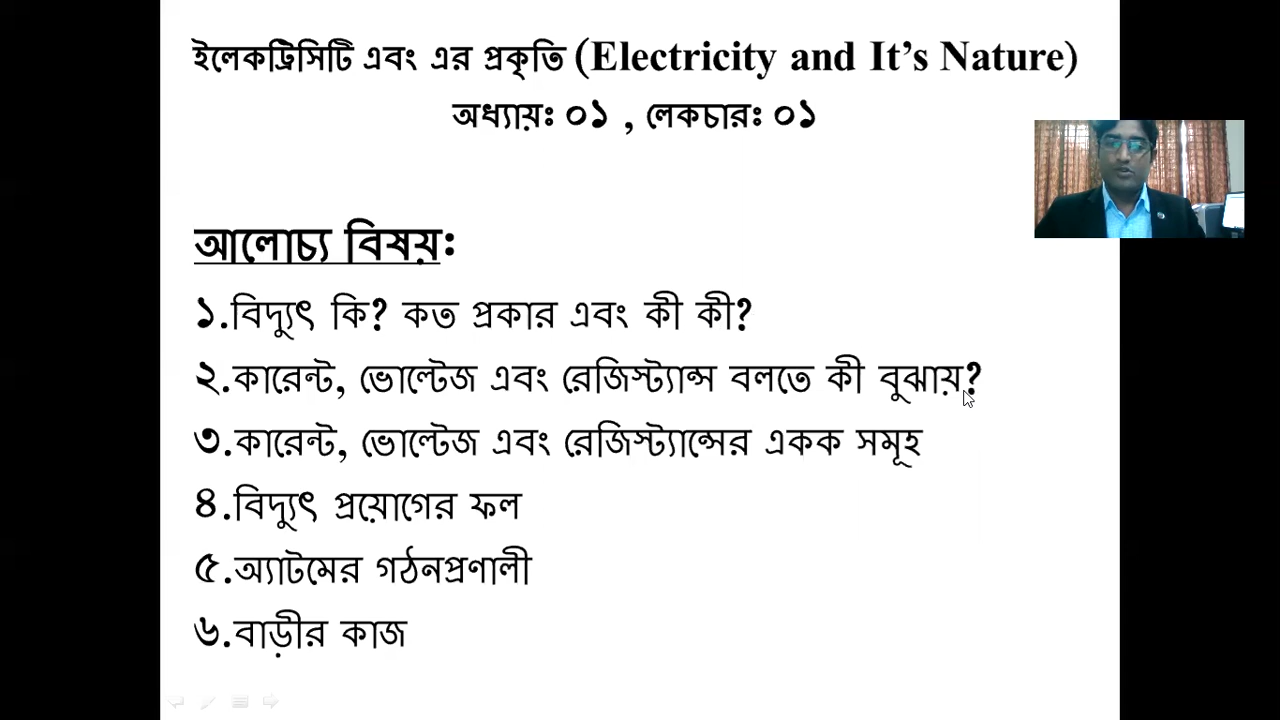 ইলেকট্রিসিটি এবং এর প্রকৃতি (Electricity and It’s Nature)
অধ্যায়ঃ ০১ , লেকচারঃ ০১
আলোচ্য বিষয়ঃ
১.বিদ্যুৎ কি? কত প্রকার এবং কী কী?
২.কারেন্ট, ভোল্টেজ এবং রেজিস্ট্যান্স বলতে কী বুঝায়?
৩.কারেন্ট, ভোল্টেজ এবং রেজিস্ট্যান্সের একক সমূহ
৪.বিদ্যুৎ প্রয়োগের ফল
৫.অ্যাটমের গঠনপ্রণালী
৬.বাড়ীর কাজ